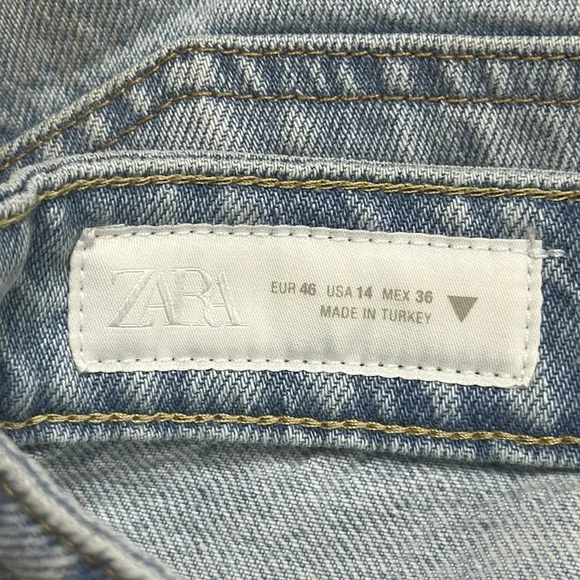 ZARA
EUR 46 USA 14 MEX 36
MADE IN TURKEY